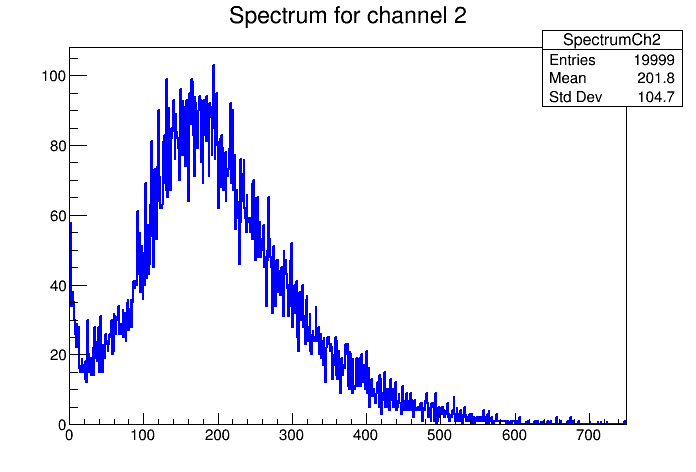 Spectrum for channel 2
SpectrumCh2
Entries 19999
Mean 201.8
Std Dev 104.7
100
80
60
40
20
0
0 100 200 300 400 500 600 700